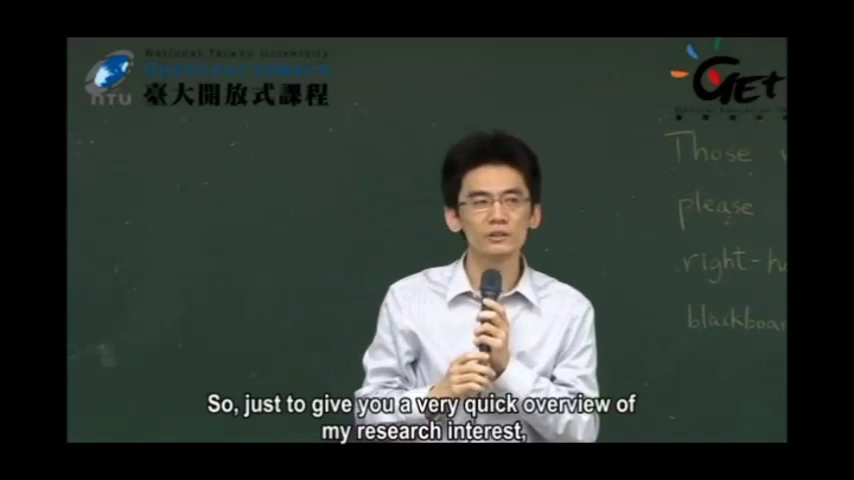 National Taiwan University
OpenCourseWare
臺大開放式課程
NTU
GET
Those
please
right-h
blackboar
So, just to give you a very quick overview of
my research interest,